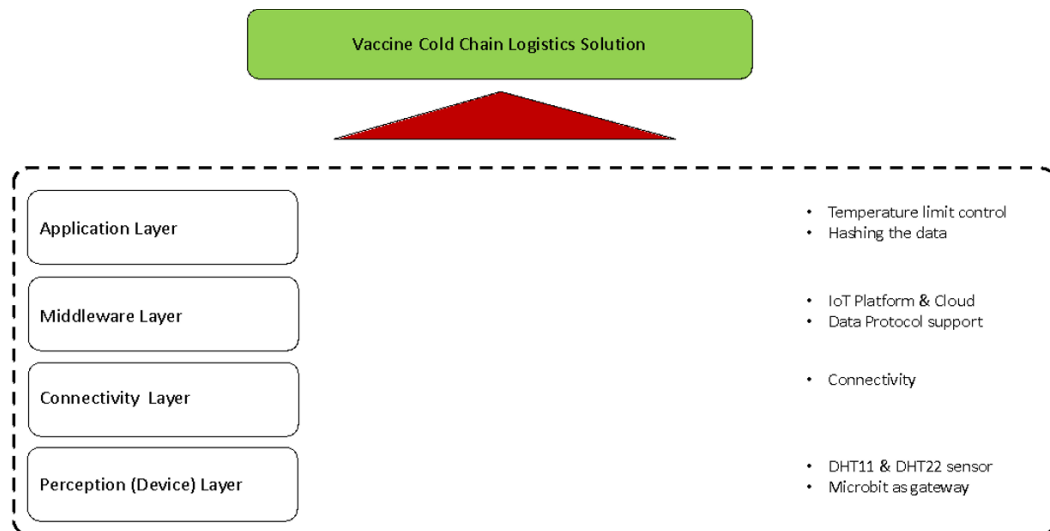 Vaccine Cold Chain Logistics Solution
Application Layer
• Temperature limit control
• Hashing the data
Middleware Layer
• IoT Platform & Cloud
• Data Protocol support
Connectivity Layer
• Connectivity
Perception (Device) Layer
• DHT11 & DHT22 sensor
• Microbit as gateway